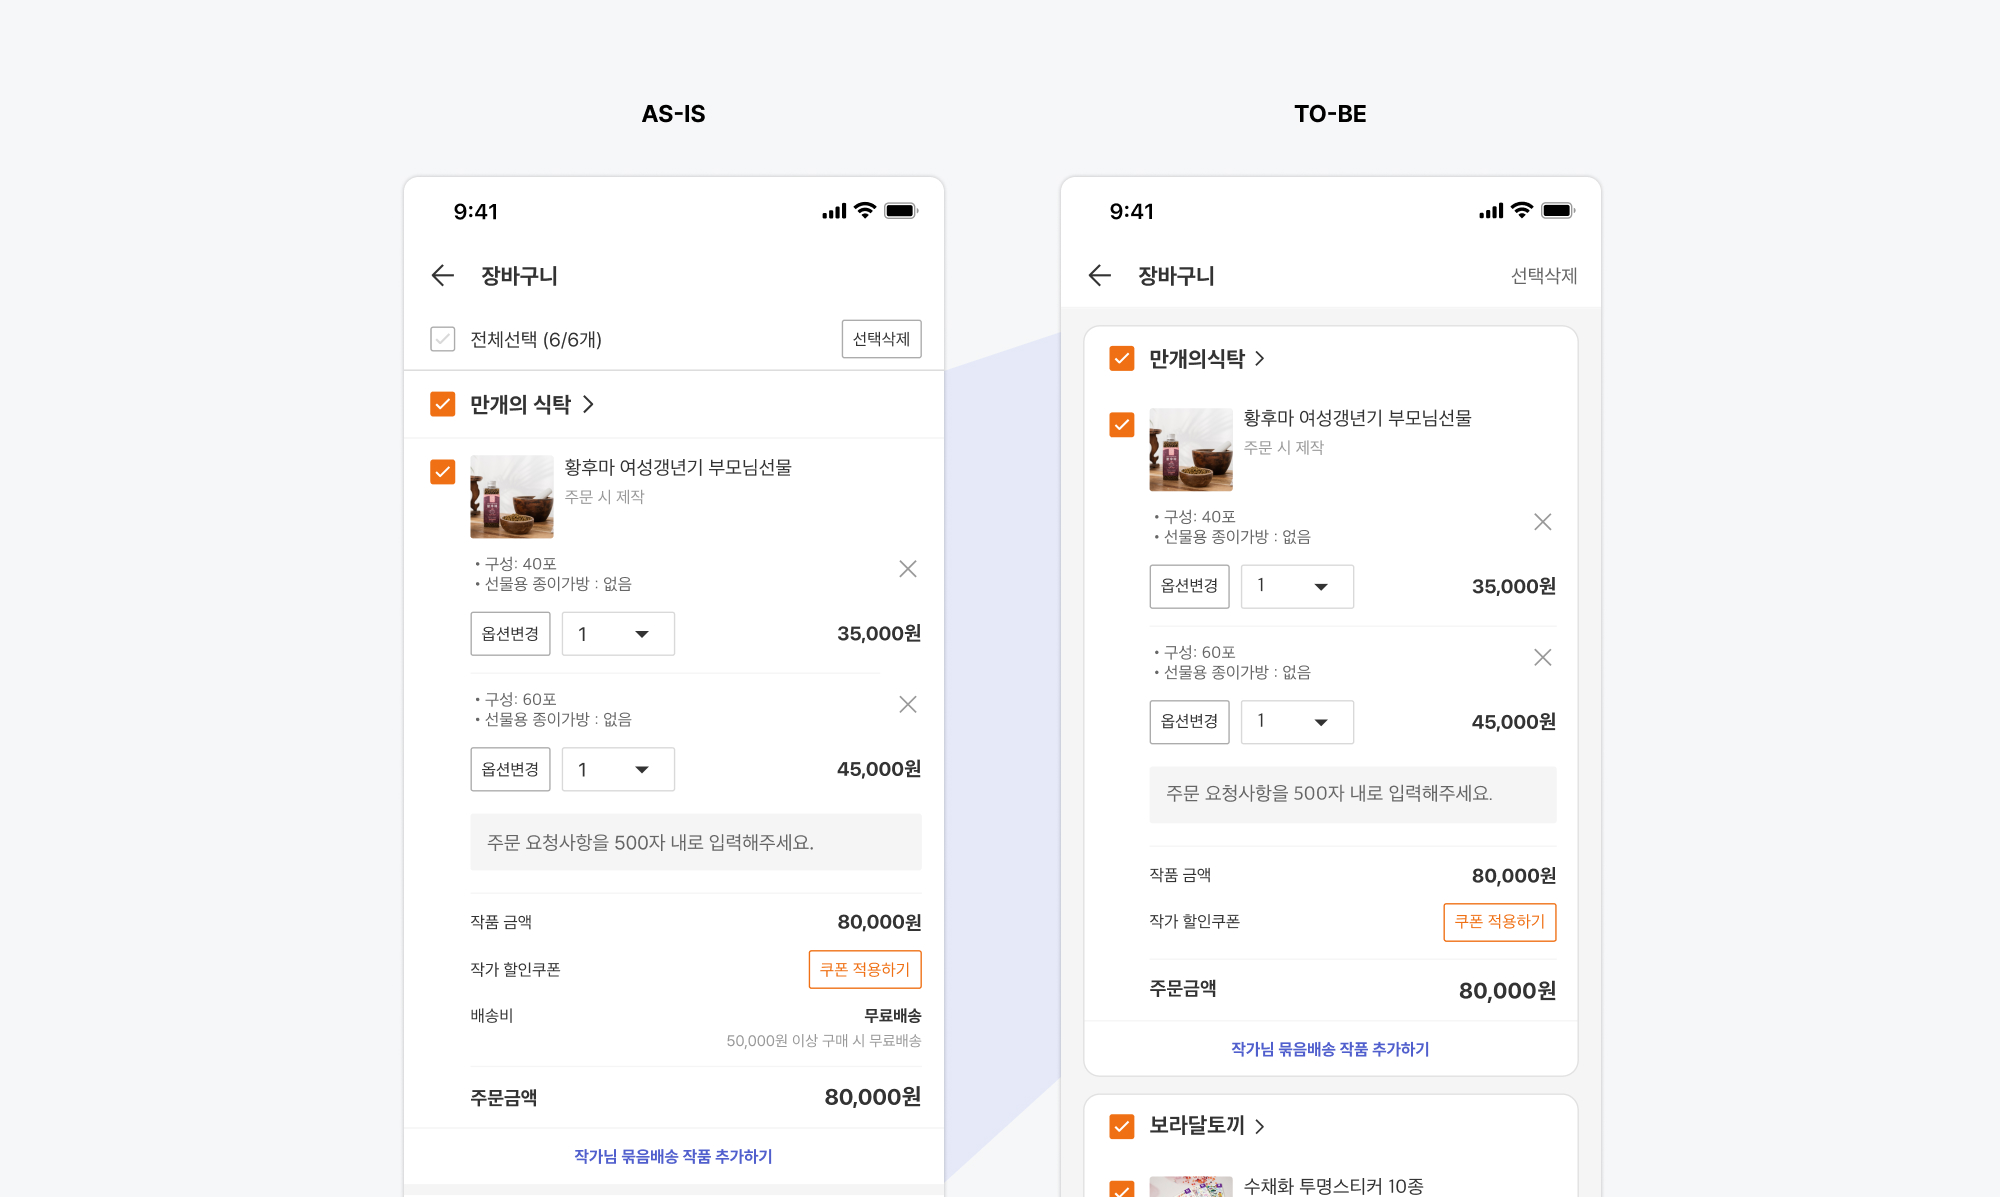 AS-IS
9:41
장바구니
전체선택 (6/6개)
선택삭제
만개의 식탁
황후마 여성갱년기 부모님선물
주문 시 제작
• 구성: 40포
• 선물용 종이가방 : 없음
옵션변경
1
35,000원
• 구성: 60포
• 선물용 종이가방 : 없음
옵션변경
1
45,000원
주문 요청사항을 500자 내로 입력해주세요.
작품 금액
80,000원
작가 할인쿠폰
쿠폰 적용하기
배송비
무료배송
50,000원 이상 구매 시 무료배송
주문금액
80,000원
작가님 묶음배송 작품 추가하기
TO-BE
9:41
장바구니
선택삭제
만개의식탁
황후마 여성갱년기 부모님선물
주문 시 제작
• 구성: 40포
• 선물용 종이가방 : 없음
옵션변경
1
35,000원
• 구성: 60포
• 선물용 종이가방 : 없음
옵션변경
1
45,000원
주문 요청사항을 500자 내로 입력해주세요.
작품 금액
80,000원
작가 할인쿠폰
쿠폰 적용하기
주문금액
80,000원
작가님 묶음배송 작품 추가하기
보라달토끼
수채화 투명스티커 10종